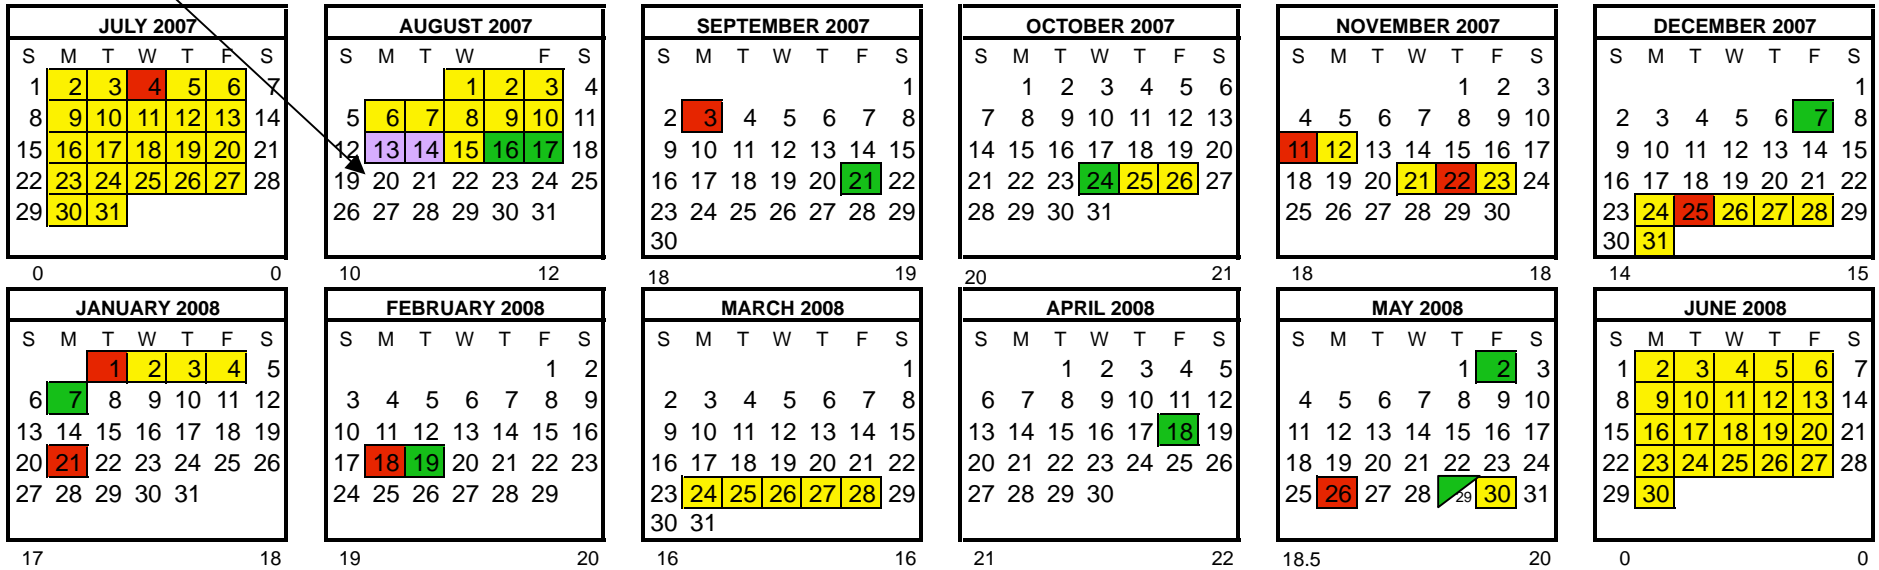 JULY 2007
S M T W T F S
1 2 3 4 5 6 7
8 9 10 11 12 13 14
15 16 17 18 19 20 21
22 23 24 25 26 27 28
29 30 31
0 0
AUGUST 2007
S M T W F S
1 2 3 4
5 6 7 8 9 10 11
12 13 14 15 16 17 18
19 20 21 22 23 24 25
26 27 28 29 30 31
10 12
SEPTEMBER 2007
S M T W T F S
1
2 3 4 5 6 7 8
9 10 11 12 13 14 15
16 17 18 19 20 21 22
23 24 25 26 27 28 29
30
18 19
OCTOBER 2007
S M T W T F S
1 2 3 4 5 6
7 8 9 10 11 12 13
14 15 16 17 18 19 20
21 22 23 24 25 26 27
28 29 30 31
20 21
NOVEMBER 2007
S M T W T F S
1 2 3
4 5 6 7 8 9 10
11 12 13 14 15 16 17
18 19 20 21 22 23 24
25 26 27 28 29 30
18 18
DECEMBER 2007
S M T W T F S
1
2 3 4 5 6 7 8
9 10 11 12 13 14 15
16 17 18 19 20 21 22
23 24 25 26 27 28 29
30 31
14 15
JANUARY 2008
S M T W T F S
1 2 3 4 5
6 7 8 9 10 11 12
13 14 15 16 17 18 19
20 21 22 23 24 25 26
27 28 29 30 31
17 18
FEBRUARY 2008
S M T W T F S
1 2
3 4 5 6 7 8 9
10 11 12 13 14 15 16
17 18 19 20 21 22 23
24 25 26 27 28 29
19 20
MARCH 2008
S M T W T F S
1
2 3 4 5 6 7 8
9 10 11 12 13 14 15
16 17 18 19 20 21 22
23 24 25 26 27 28 29
30 31
16 16
APRIL 2008
S M T W T F S
1 2 3 4 5
6 7 8 9 10 11 12
13 14 15 16 17 18 19
20 21 22 23 24 25 26
27 28 29 30
21 22
MAY 2008
S M T W T F S
1 2 3
4 5 6 7 8 9 10
11 12 13 14 15 16 17
18 19 20 21 22 23 24
25 26 27 28 29 30 31
18.5 20
JUNE 2008
S M T W T F S
1 2 3 4 5 6 7
8 9 10 11 12 13 14
15 16 17 18 19 20 21
22 23 24 25 26 27 28
29 30
0 0